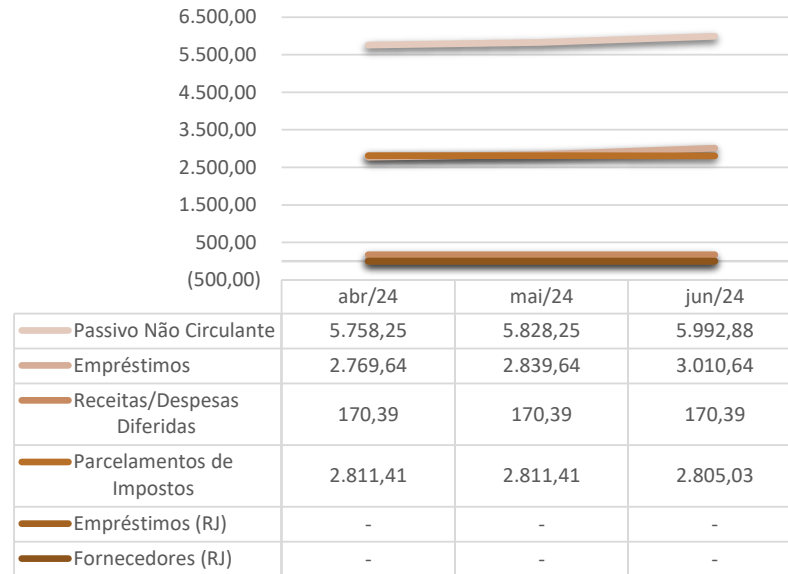 6.500,00
5.500,00
4.500,00
3.500,00
2.500,00
1.500,00
500,00
(500,00)
abr/24 mai/24 jun/24
Passivo Não Circulante 5.758,25 5.828,25 5.992,88
Empréstimos 2.769,64 2.839,64 3.010,64
Receitas/Despesas
Diferidas 170,39 170,39 170,39
Parcelamentos de
Impostos 2.811,41 2.811,41 2.805,03
Empréstimos (RJ) - - -
Fornecedores (RJ) - - -